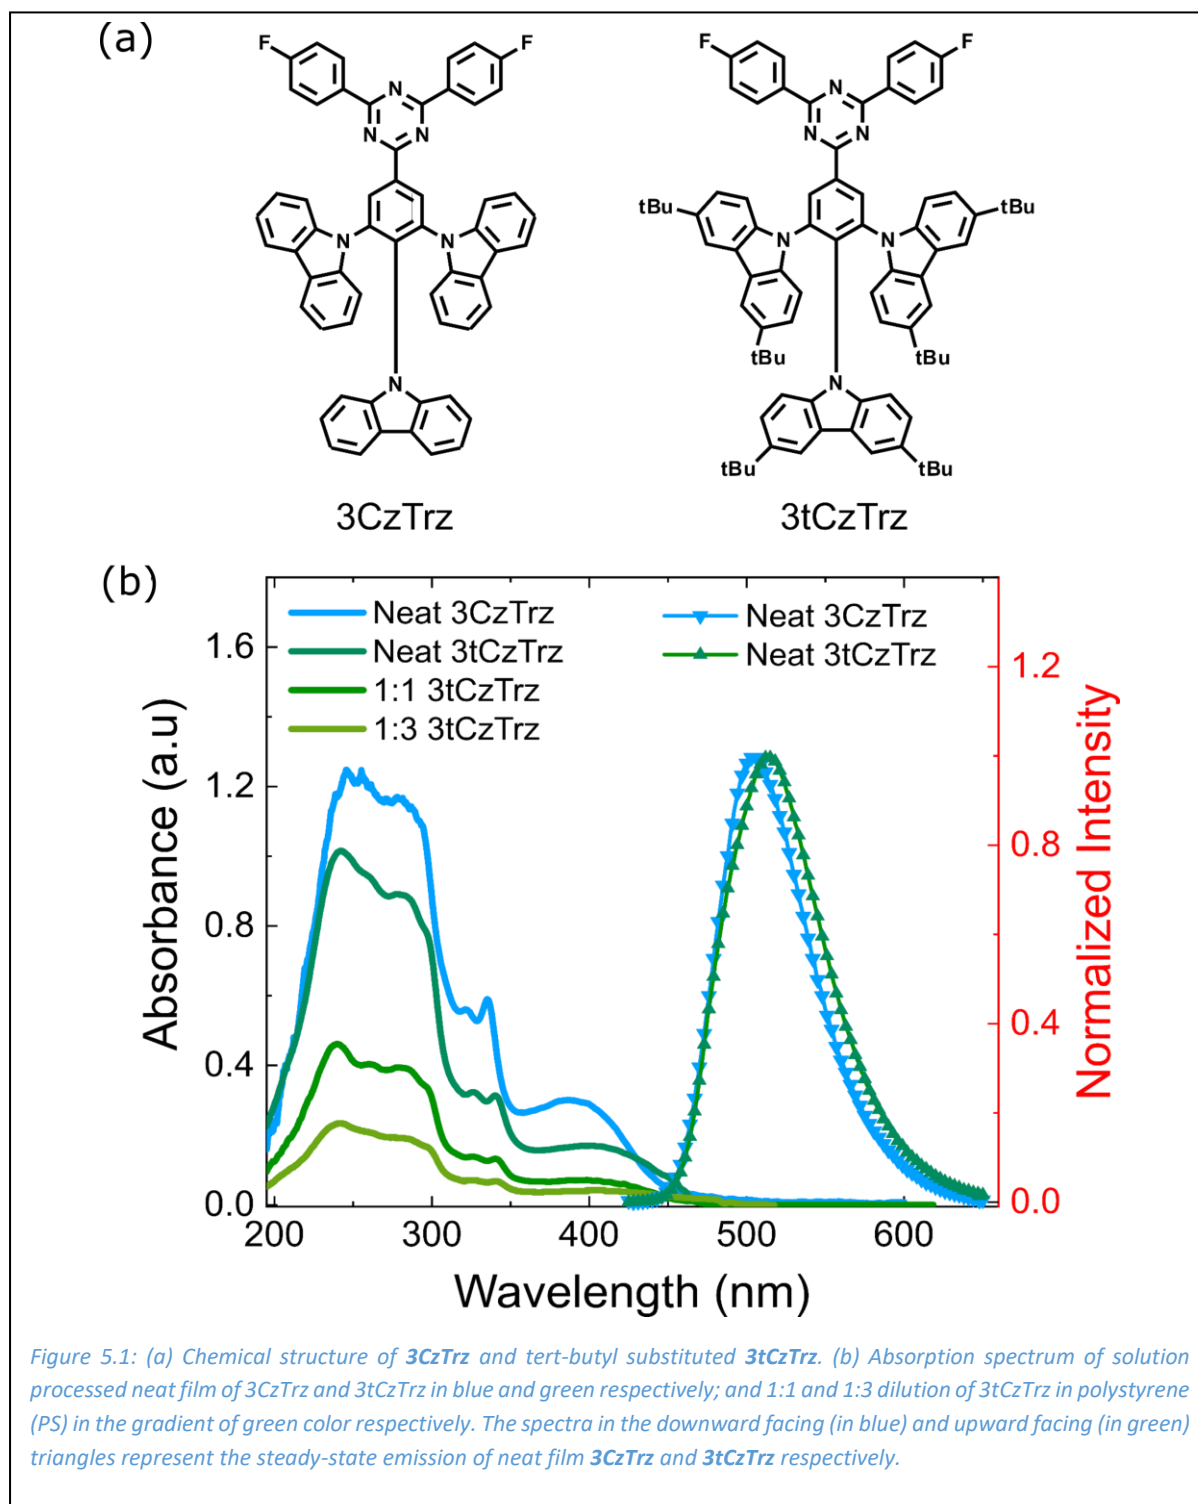 (a)
F F
N
N N
N N
N
3CzTrz
F F
N
N N
tBu tBu
N N
tBu tBu
N
tBu tBu
3tCzTrz
(b)
Neat 3CzTrz
Neat 3tCzTrz
1:1 3tCzTrz
1:3 3tCzTrz
Neat 3CzTrz
Neat 3tCzTrz
1.6
1.2
0.8
0.4
0.0
Absorbance (a.u)
1.2
0.8
0.4
0.0
Normalized Intensity
200 300 400 500 600
Wavelength (nm)
Figure 5.1: (a) Chemical structure of 3CzTrz and tert-butyl substituted 3tCzTrz. (b) Absorption spectrum of solution
processed neat film of 3CzTrz and 3tCzTrz in blue and green respectively; and 1:1 and 1:3 dilution of 3tCzTrz in polystyrene
(PS) in the gradient of green color respectively. The spectra in the downward facing (in blue) and upward facing (in green)
triangles represent the steady-state emission of neat film 3CzTrz and 3tCzTrz respectively.